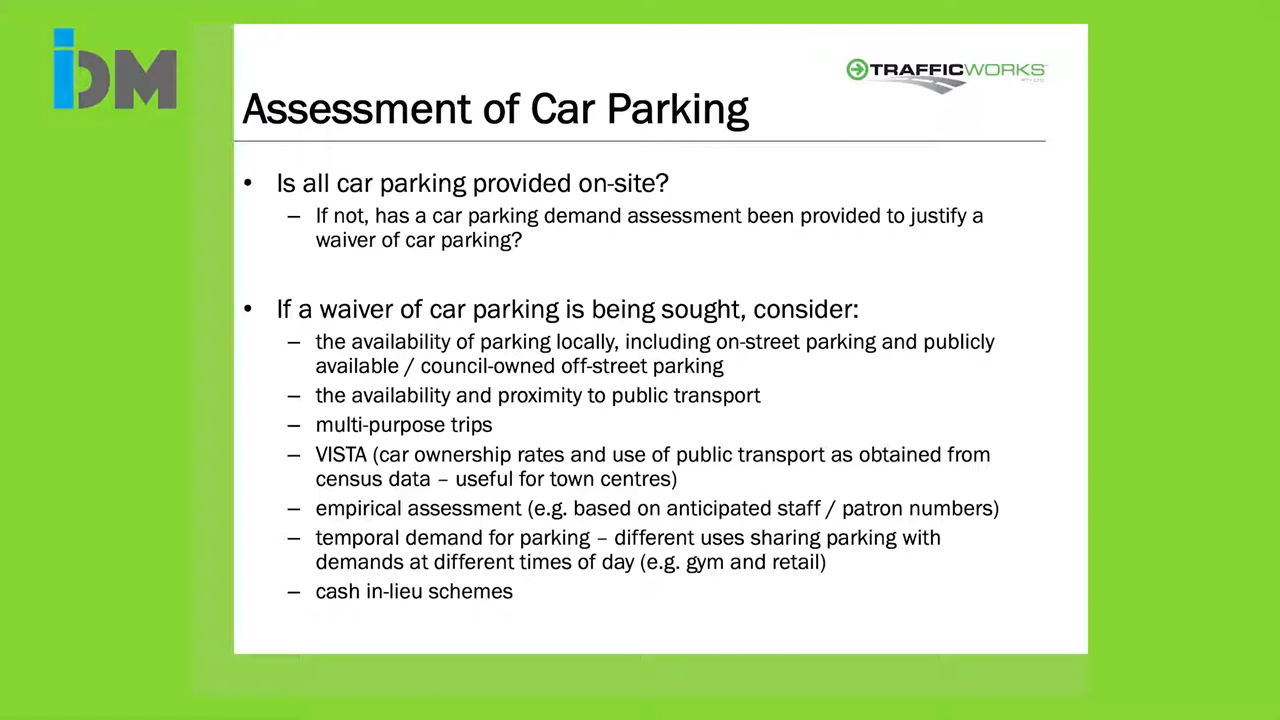 iDM
TRAFFICWORKS
Assessment of Car Parking
• Is all car parking provided on-site?
– If not, has a car parking demand assessment been provided to justify a
waiver of car parking?
• If a waiver of car parking is being sought, consider:
– the availability of parking locally, including on-street parking and publicly
available / council-owned off-street parking
– the availability and proximity to public transport
– multi-purpose trips
– VISTA (car ownership rates and use of public transport as obtained from
census data – useful for town centres)
– empirical assessment (e.g. based on anticipated staff / patron numbers)
– temporal demand for parking – different uses sharing parking with
demands at different times of day (e.g. gym and retail)
– cash in-lieu schemes